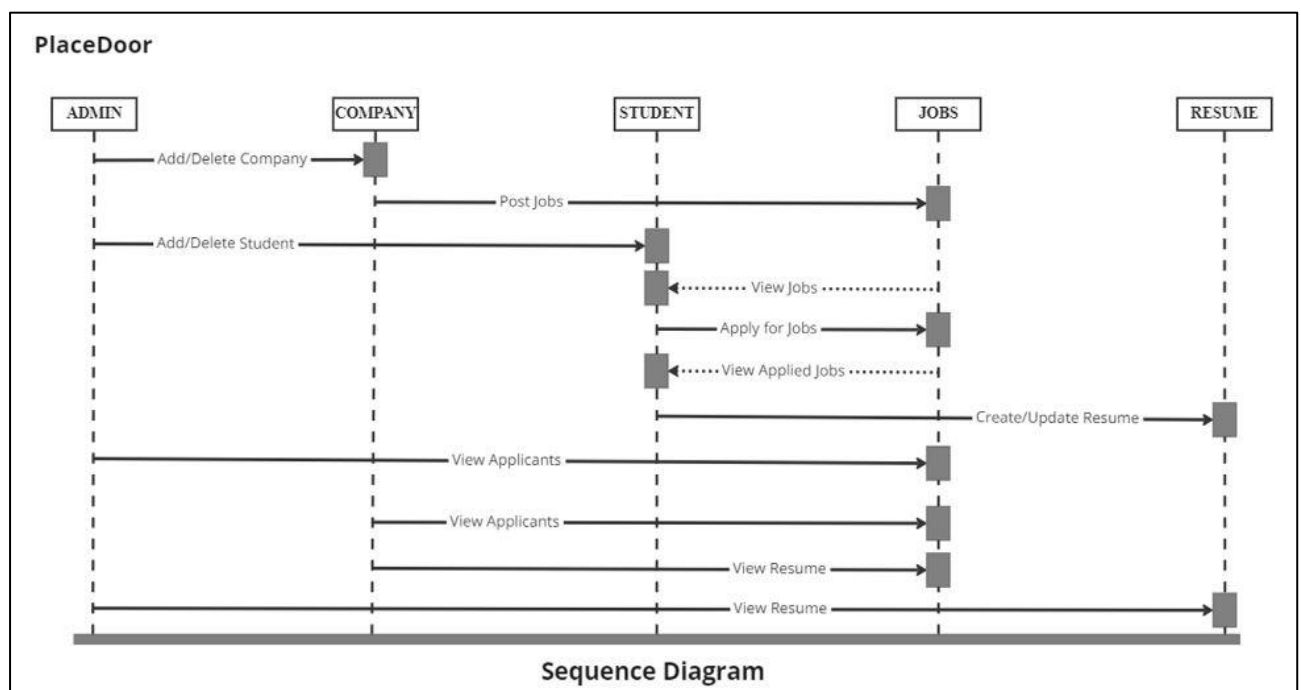 PlaceDoor
ADMIN COMPANY STUDENT JOBS RESUME
Add/Delete Company
Post Jobs
Add/Delete Student
View Jobs
Apply for Jobs
View Applied Jobs
Create/Update Resume
View Applicants
View Applicants
View Resume
View Resume
Sequence Diagram